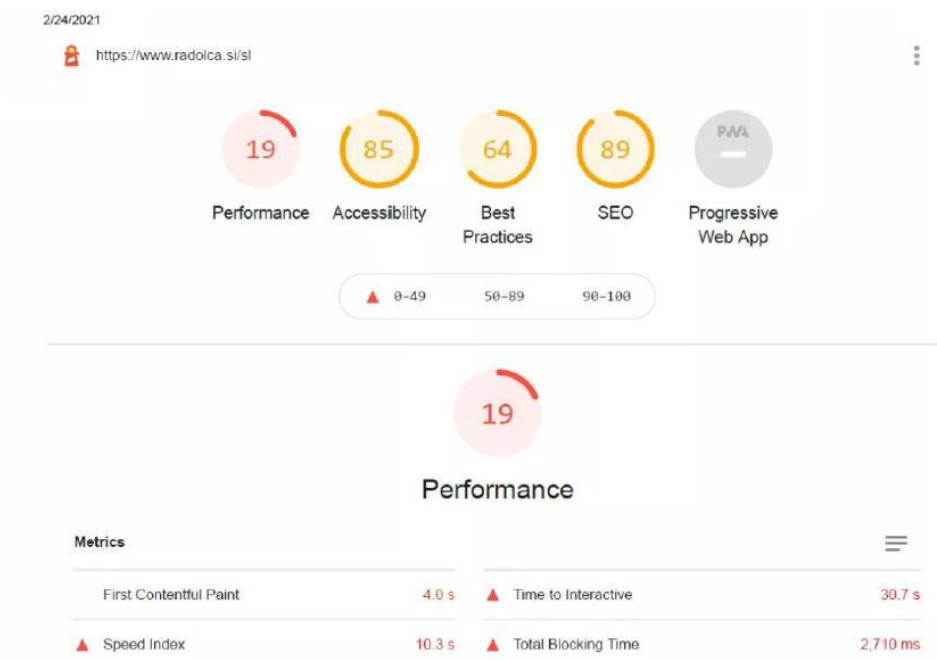 2/24/2021
https://www.radolca.si/sl
19 85 64 89 PWA
Performance Accessibility Best Practices SEO Progressive Web App
0-49 50-89 90-100
19
Performance
Metrics
First Contentful Paint 4.0 s Time to Interactive 30.7 s
Speed Index 10.3 s Total Blocking Time 2,710 ms